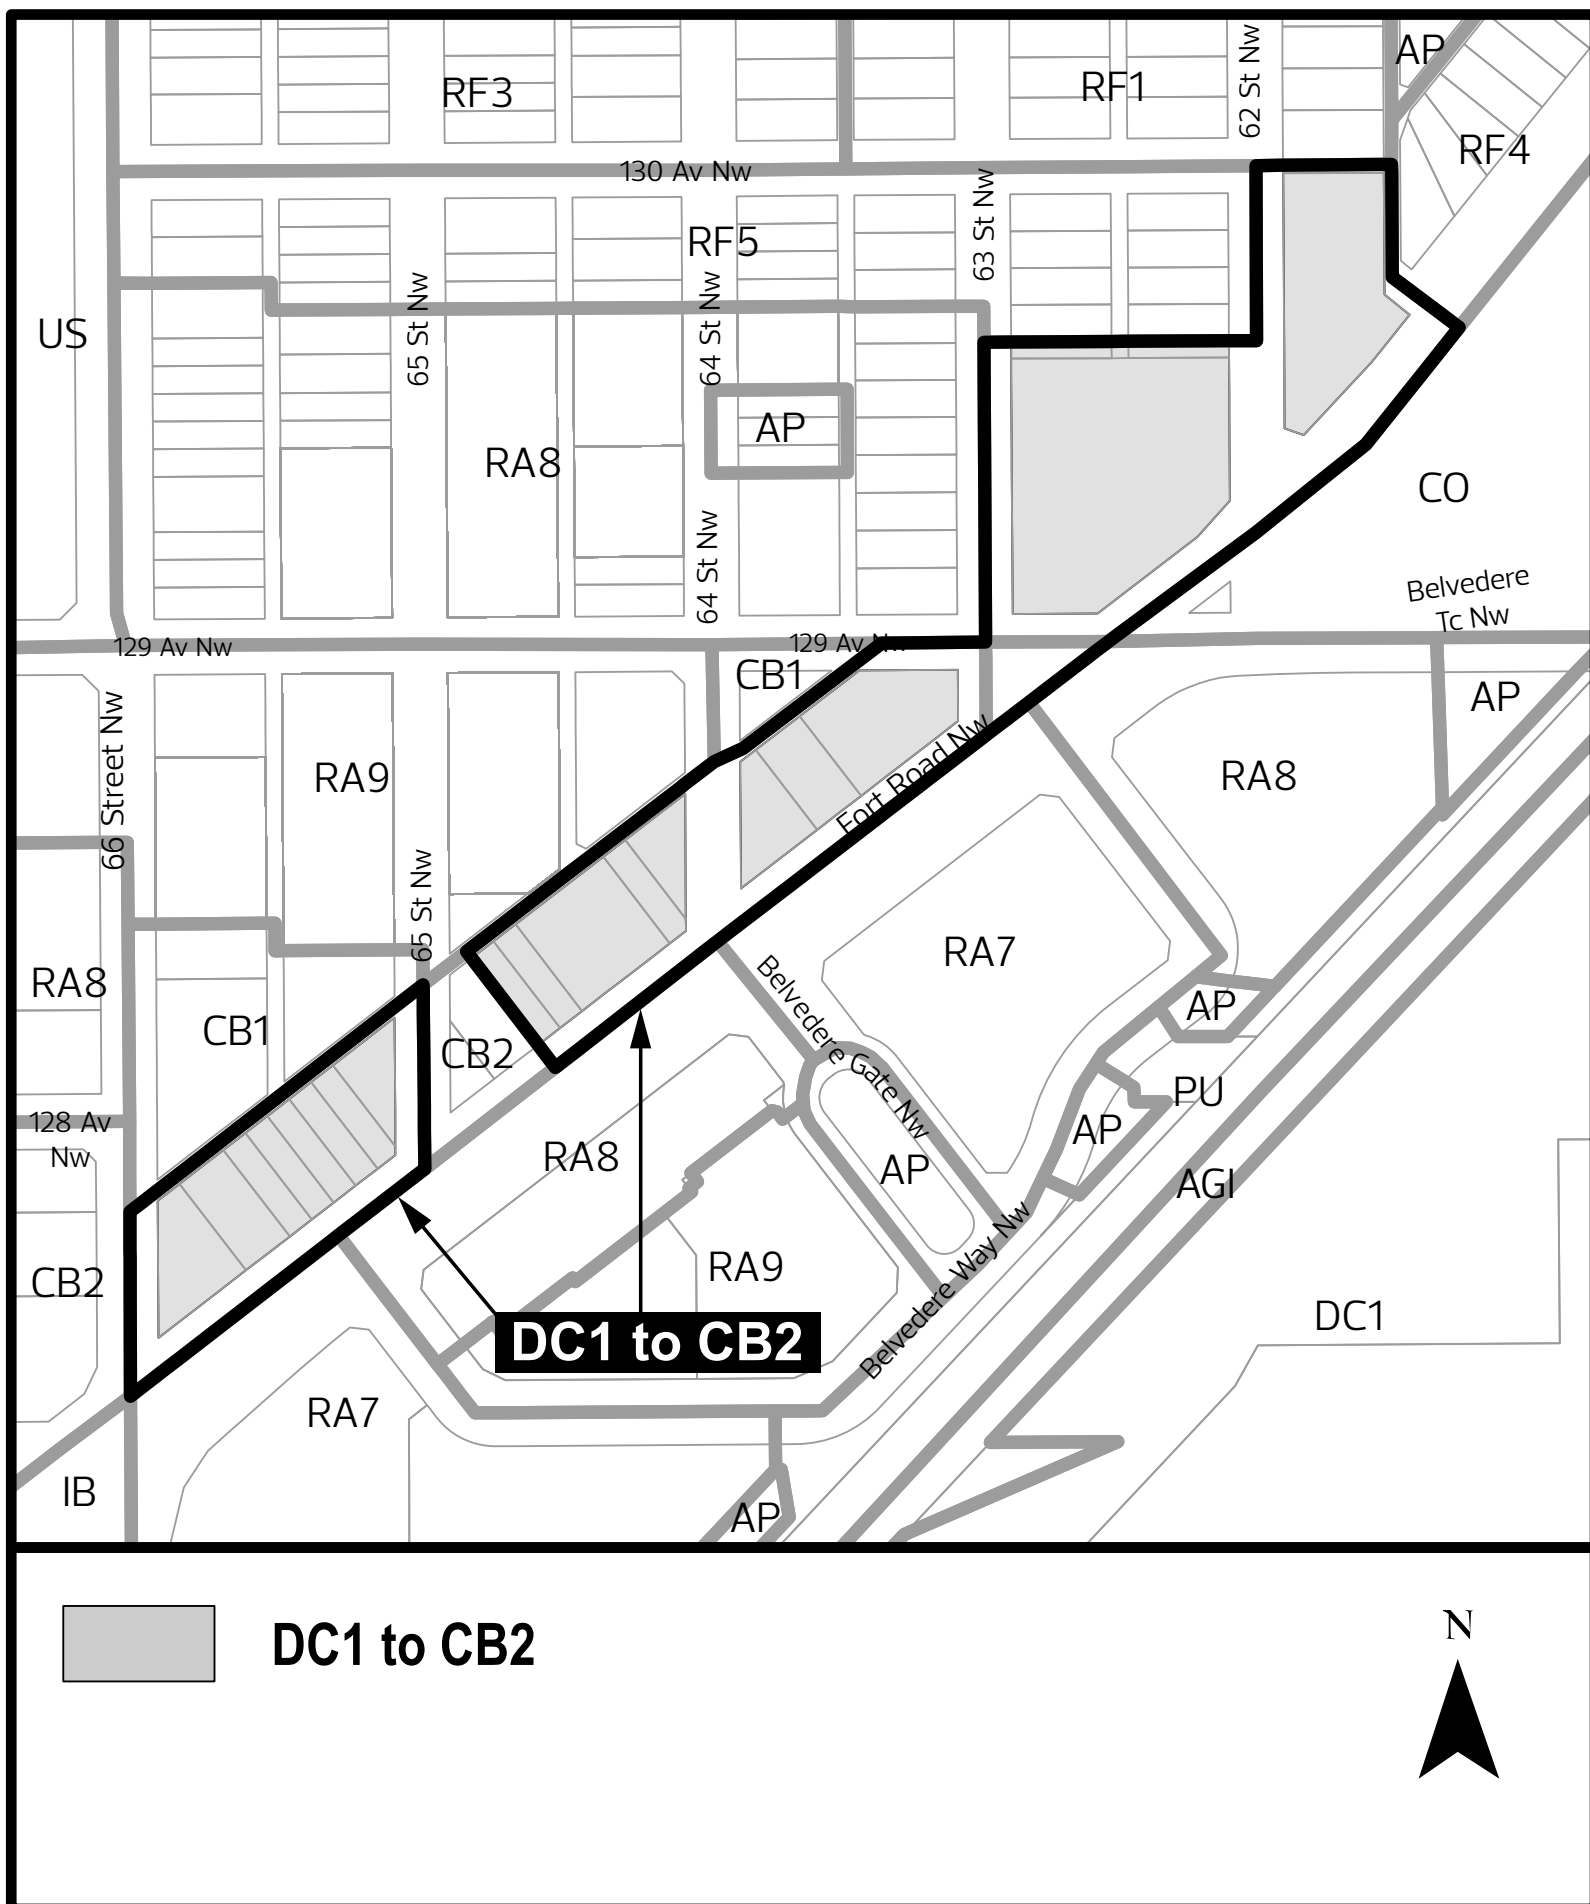 AP
62 St Nw
RF3
RF1
RF4
130 Av Nw
63 St Nw
RF5
65 St Nw
64 St Nw
US
AP
RA8
CO
64 St Nw
Belvedere
Tc Nw
129 Av Nw
129 Av Nw
CB1
AP
66 Street Nw
RA9
Fort Road Nw
RA8
65 St Nw
RA8
RA7
Belvedere Gate Nw
AP
CB1
CB2
PU
128 Av
Nw
AP
RA8
AP
AGI
CB2
RA9
Belvedere Way Nw
DC1
DC1 to CB2
RA7
IB
AP
DC1 to CB2
N